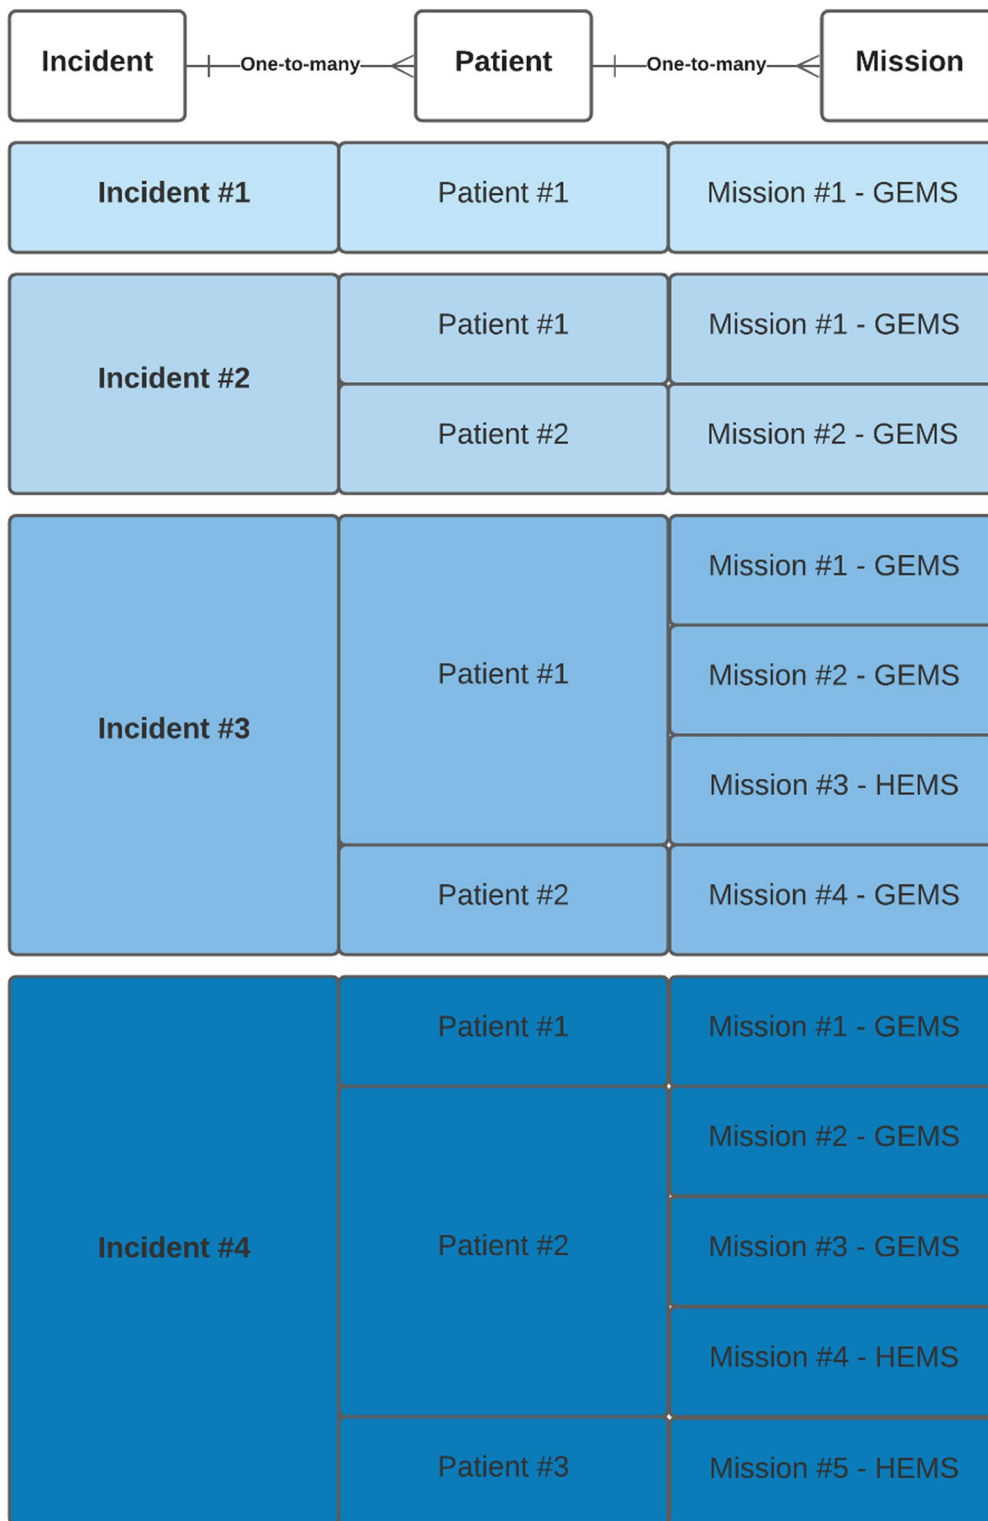 Incident One-to-many Patient One-to-many Mission
Incident #1 Patient #1 Mission #1 - GEMS
Patient #1 Mission #1 - GEMS
Incident #2
Patient #2 Mission #2 - GEMS
Mission #1 - GEMS
Patient #1 Mission #2 - GEMS
Incident #3
Mission #3 - HEMS
Patient #2 Mission #4 - GEMS
Patient #1 Mission #1 - GEMS
Mission #2 - GEMS
Incident #4 Patient #2 Mission #3 - GEMS
Mission #4 - HEMS
Patient #3 Mission #5 - HEMS